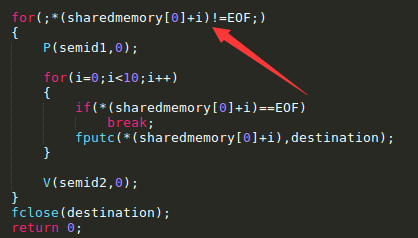 for(;*(sharedmemory[0]+i)!=EOF;)
{
    P(semid1,0);
    for(i=0;i<10;i++)
    {
        if(*(sharedmemory[0]+i)==EOF)
            break;
        fputc(*(sharedmemory[0]+i),destination);
    }
    V(semid2,0);
}
fclose(destination);
return 0;